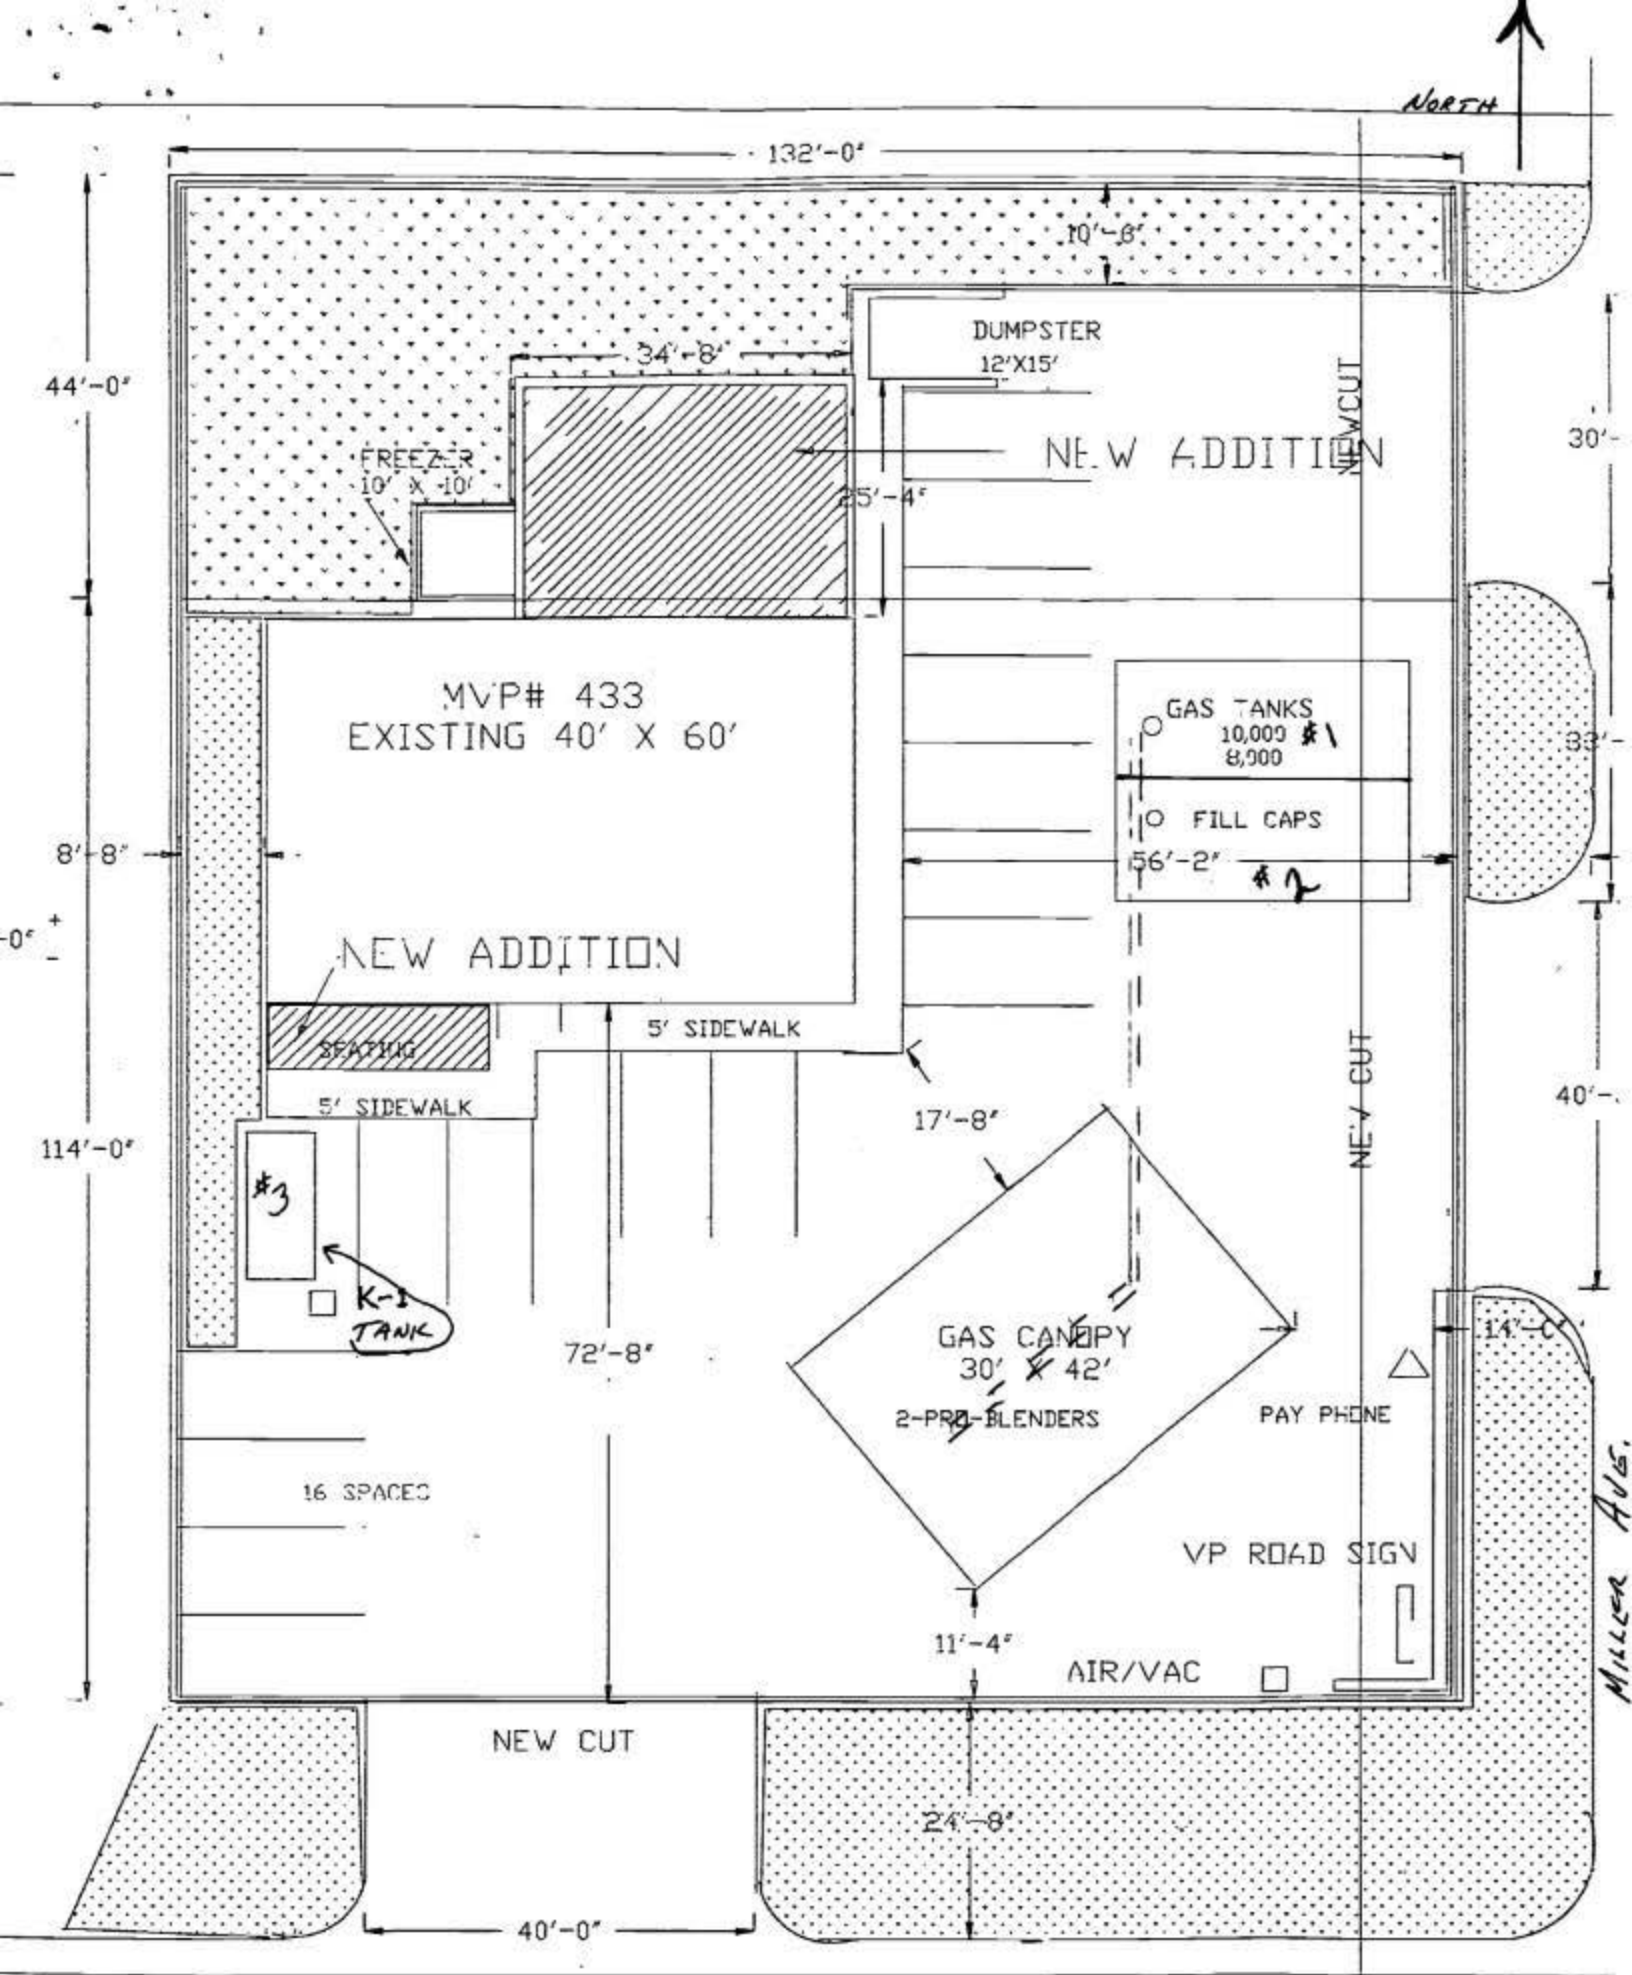 NORTH
132'-0"
10'-6"
DUMPSTER
12'X15'
34'-8"
44'-0"
NEW CUT
30'-
NEW ADDITION
FREEZER
10' X 10'
25'-4"
MVP# 433
EXISTING 40' X 60'
GAS TANKS
10,000 #1
8,000
33'-
FILL CAPS
8'-8"
56'-2"
#2
-0" + -
NEW ADDITION
5' SIDEWALK
SEATING
5' SIDEWALK
NEW CUT
40'-
17'-8"
114'-0"
#3
K-1
TANK
72'-8"
GAS CANOPY
30' X 42'
2-PRO-BLENDERS
PAY PHONE
16 SPACES
VP ROAD SIGN
MILLER AVE.
11'-4"
AIR/VAC
NEW CUT
24'-8"
40'-0"